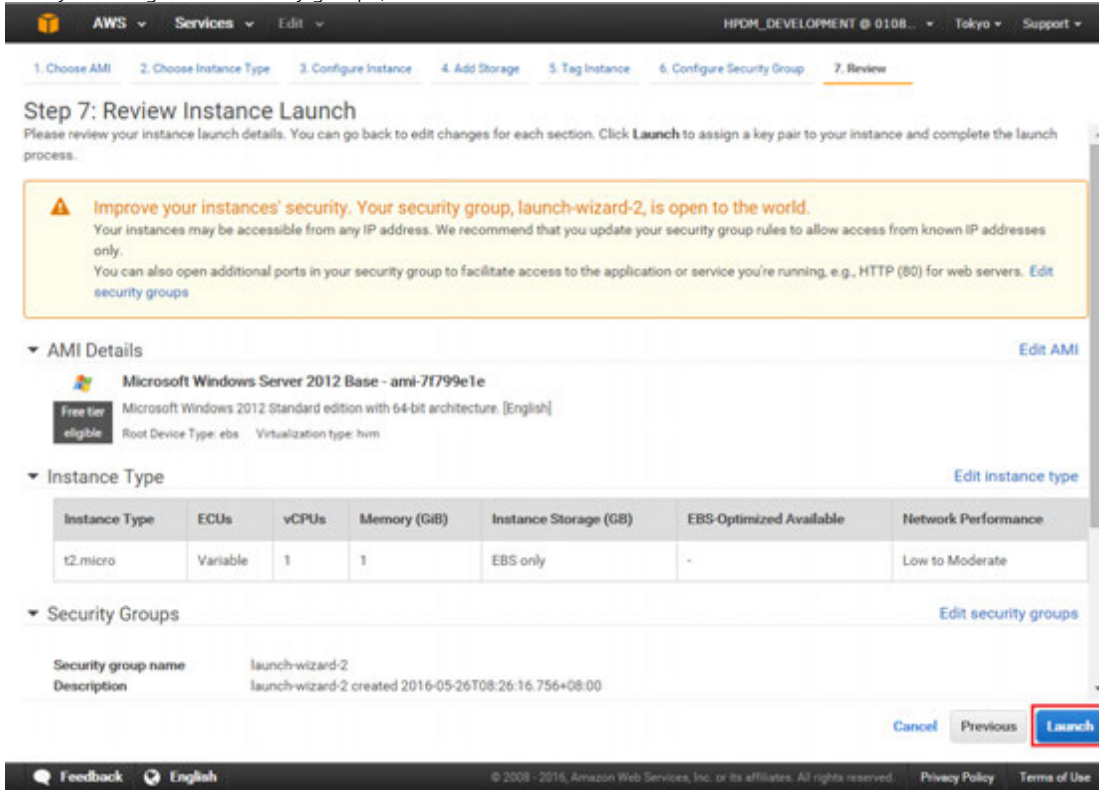 AWS Services Edit HPDM_DEVELOPMENT @ 0108... Tokyo Support
1. Choose AMI 2. Choose Instance Type 3. Configure Instance 4. Add Storage 5. Tag Instance 6. Configure Security Group 7. Review
Step 7: Review Instance Launch
Please review your instance launch details. You can go back to edit changes for each section. Click Launch to assign a key pair to your instance and complete the launch
process.
Improve your instances' security. Your security group, launch-wizard-2, is open to the world.
Your instances may be accessible from any IP address. We recommend that you update your security group rules to allow access from known IP addresses
only.
You can also open additional ports in your security group to facilitate access to the application or service you're running, e.g., HTTP (80) for web servers. Edit
security groups
AMI Details Edit AMI
Microsoft Windows Server 2012 Base - ami-7f799e1e
Free tier
eligible
Microsoft Windows 2012 Standard edition with 64-bit architecture. [English]
Root Device Type: ebs Virtualization type: hvm
Instance Type Edit instance type
Instance Type ECUs vCPUs Memory (GiB) Instance Storage (GB) EBS-Optimized Available Network Performance
t2.micro Variable 1 1 EBS only - Low to Moderate
Security Groups Edit security groups
Security group name launch-wizard-2
Description launch-wizard-2 created 2016-05-26T08:26:16.756+08:00
Cancel Previous Launch
Feedback English © 2008 - 2016, Amazon Web Services, Inc. or its affiliates. All rights reserved. Privacy Policy Terms of Use